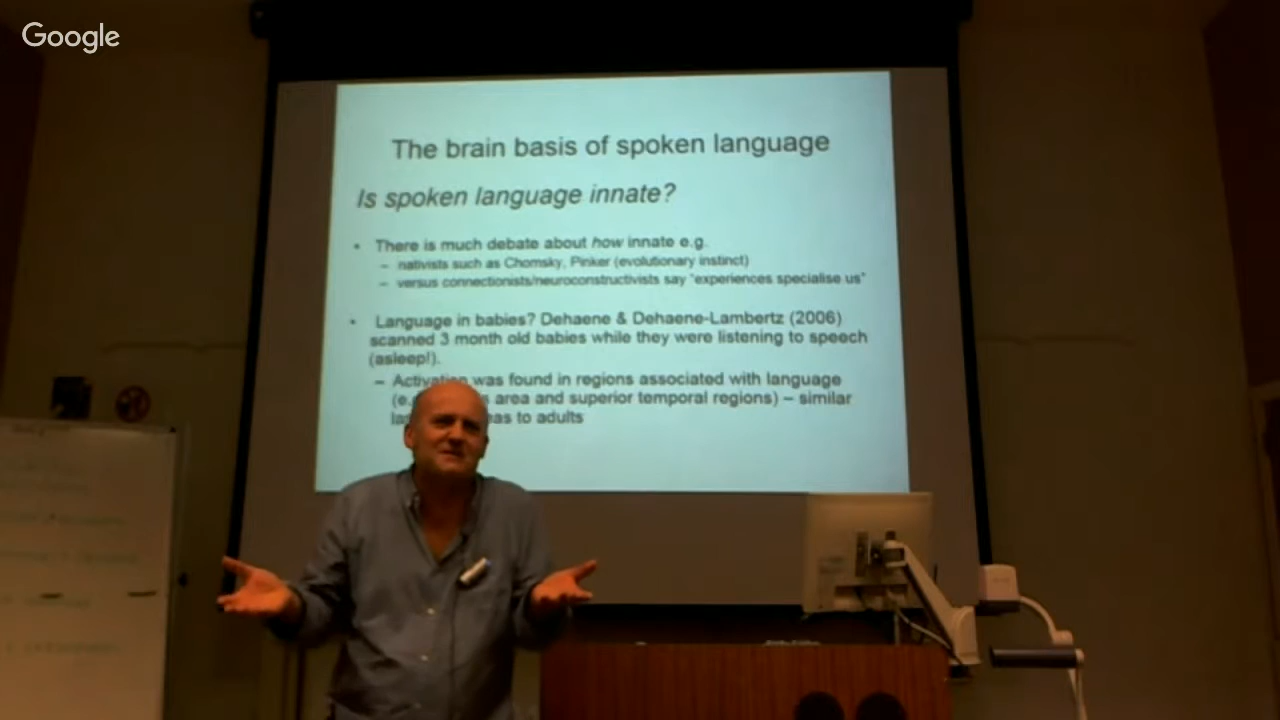 Google
The brain basis of spoken language
Is spoken language innate?
• There is much debate about how innate e.g.
– nativists such as Chomsky, Pinker (evolutionary instinct)
– versus connectionists/neuroconstructivists say "experiences specialise us"
• Language in babies? Dehaene & Dehaene-Lambertz (2006)
scanned 3 month old babies while they were listening to speech
(asleep!).
– Activation was found in regions associated with language
(e. area and superior temporal regions) – similar
to adults